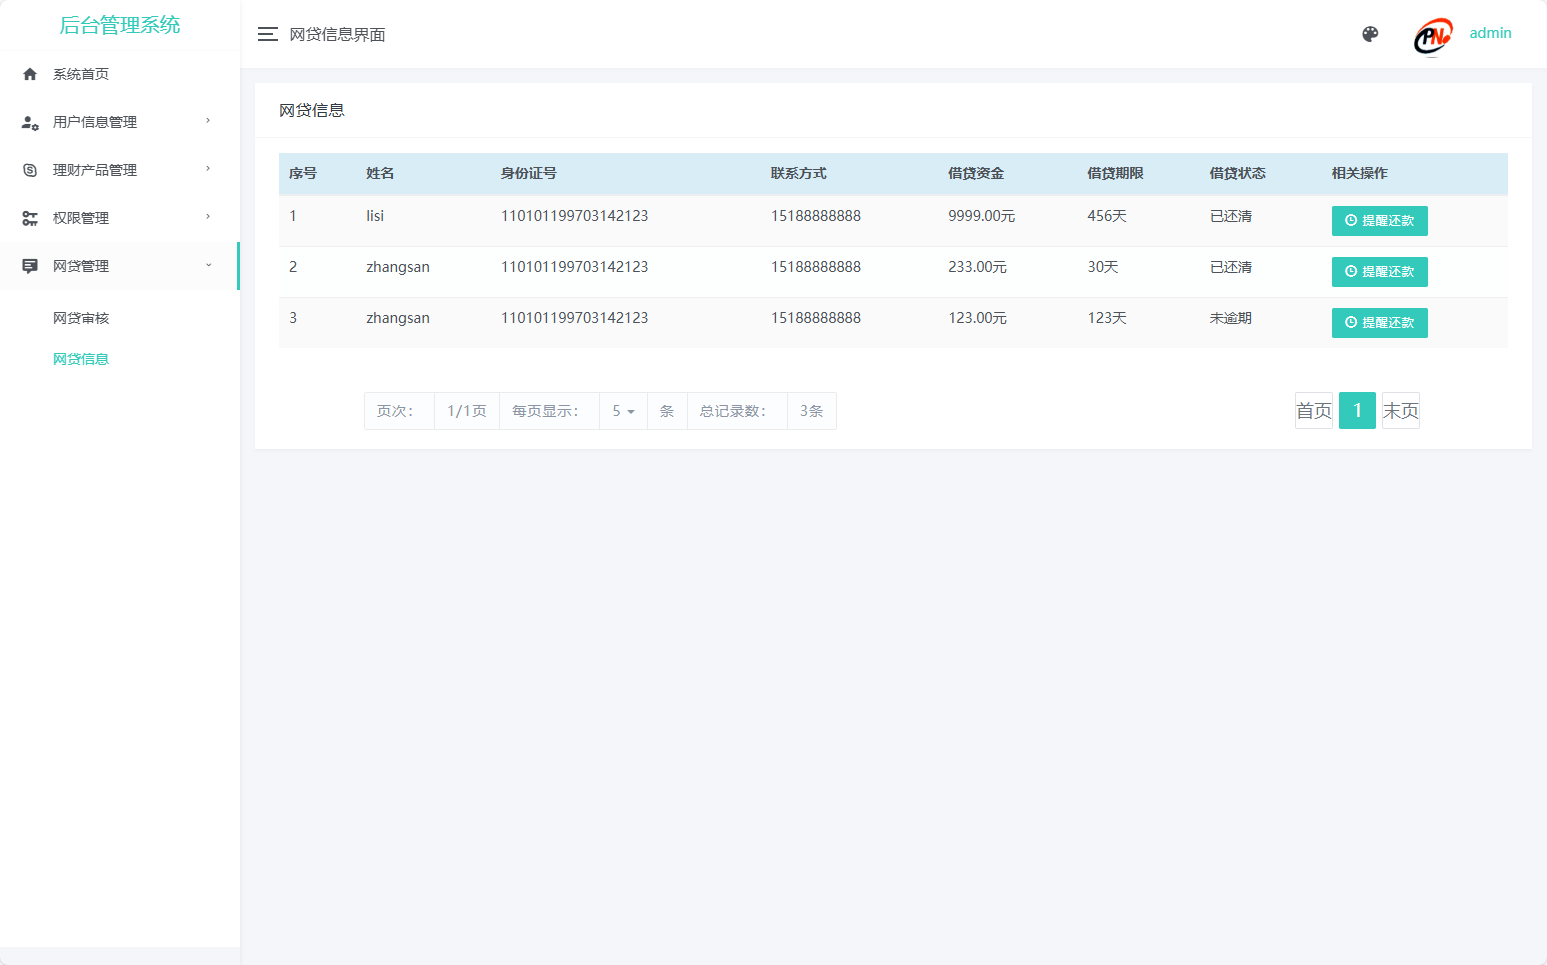 后台管理系统
系统首页
用户信息管理
理财产品管理
权限管理
网贷管理
网贷审核
网贷信息
网贷信息界面
PN
admin
网贷信息
序号 姓名 身份证号 联系方式 借贷资金 借贷期限 借贷状态 相关操作
1 lisi 110101199703142123 15188888888 9999.00元 456天 已还清 提醒还款
2 zhangsan 110101199703142123 15188888888 233.00元 30天 已还清 提醒还款
3 zhangsan 110101199703142123 15188888888 123.00元 123天 未逾期 提醒还款
页次： 1/1页 每页显示： 5 条 总记录数： 3条 首页 1 末页